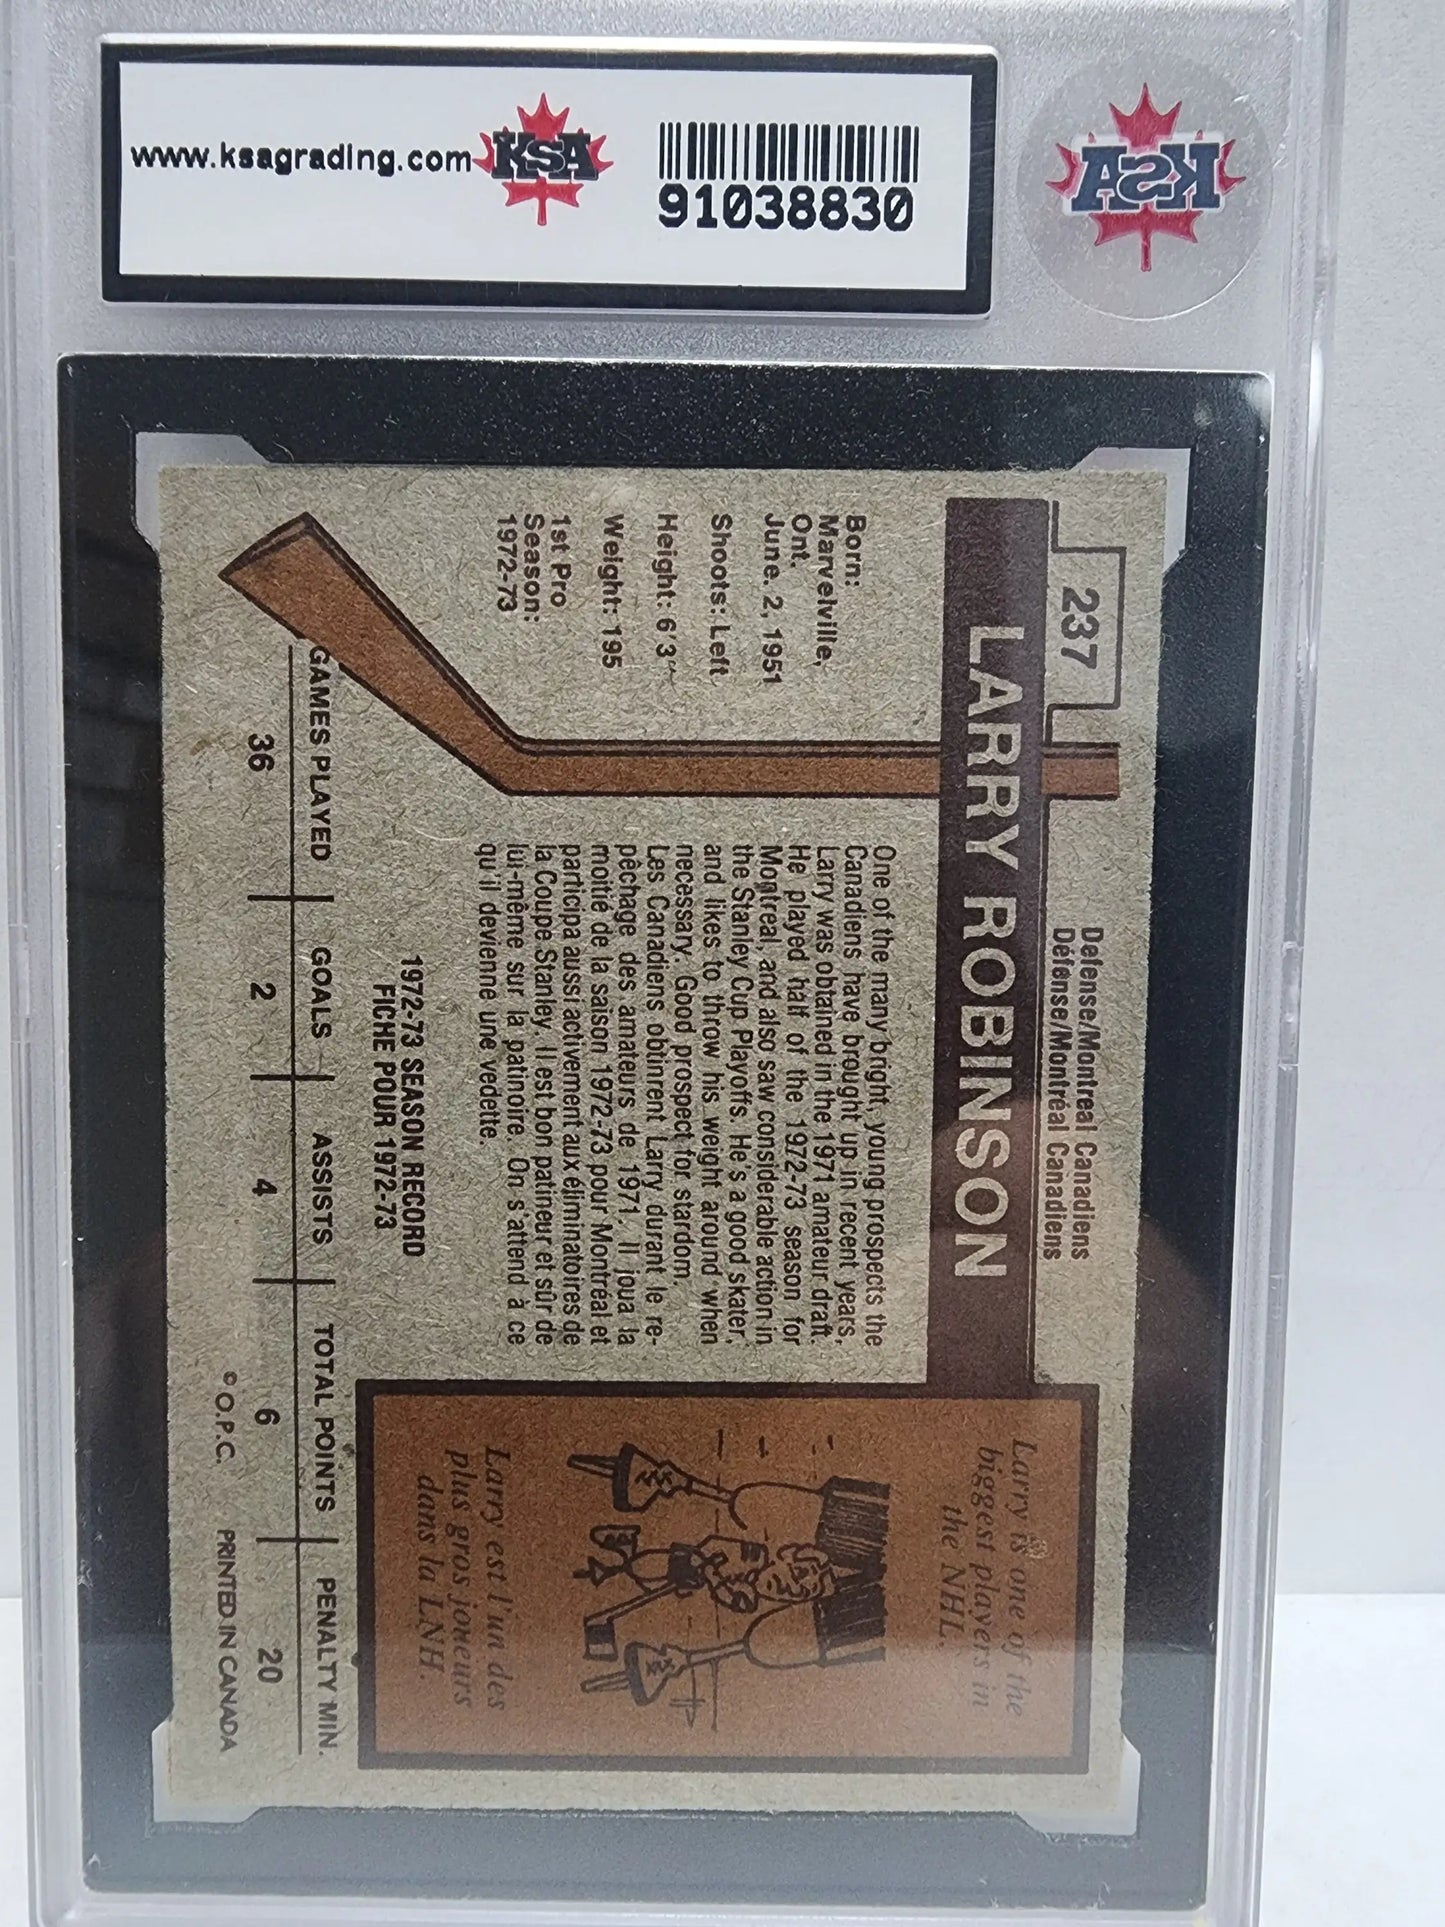 www.ksagrading.com
KSA
91038830
KSA
237
Defense/Montreal Canadiens
Défense/Montréal Canadiens
LARRY ROBINSON
Born:
Marvelville,
Ont.
June. 2, 1951
Shoots: Left
Height: 6'3"
Weight: 195
1st Pro
Season:
1972-73
One of the many bright, young prospects the
Canadiens have brought up in recent years,
Larry was obtained in the 1971 amateur draft.
He played half of the 1972-73 season for
Montreal, and also saw considerable action in
the Stanley Cup Playoffs. He's a good skater,
and likes to throw his weight around when
necessary. Good prospect for stardom.
Les Canadiens obtinrent Larry durant le re-
pêchage des amateurs de 1971. Il joua la
moitié de la saison 1972-73 pour Montréal et
participa aussi activement aux éliminatoires de
la Coupe Stanley. Il est bon patineur et sûr de
lui-même sur la patinoire. On s'attend à ce
qu'il devienne une vedette.
Larry is one of the
biggest players in
the NHL.
Larry est l'un des
plus gros joueurs
dans la LNH.
1972-73 SEASON RECORD
FICHE POUR 1972-73
GAMES PLAYED GOALS ASSISTS TOTAL POINTS PENALTY MIN.
36 2 4 6 20
© O.P.C. PRINTED IN CANADA